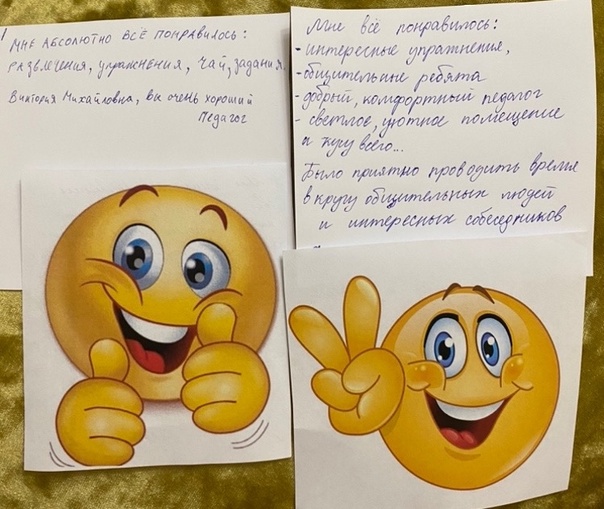 Мне абсолютно всё понравилось:
развлечения, упражнения, чай, задания.
Виктория Михайловна, вы очень хороший
Педагог
Мне всё понравилось:
- интересные упражнения,
- общительные ребята
- добрый, комфортный педагог
- светлое, уютное помещение
и кучу всего...
Было приятно проводить время
в кругу общительных людей
и интересных собеседников